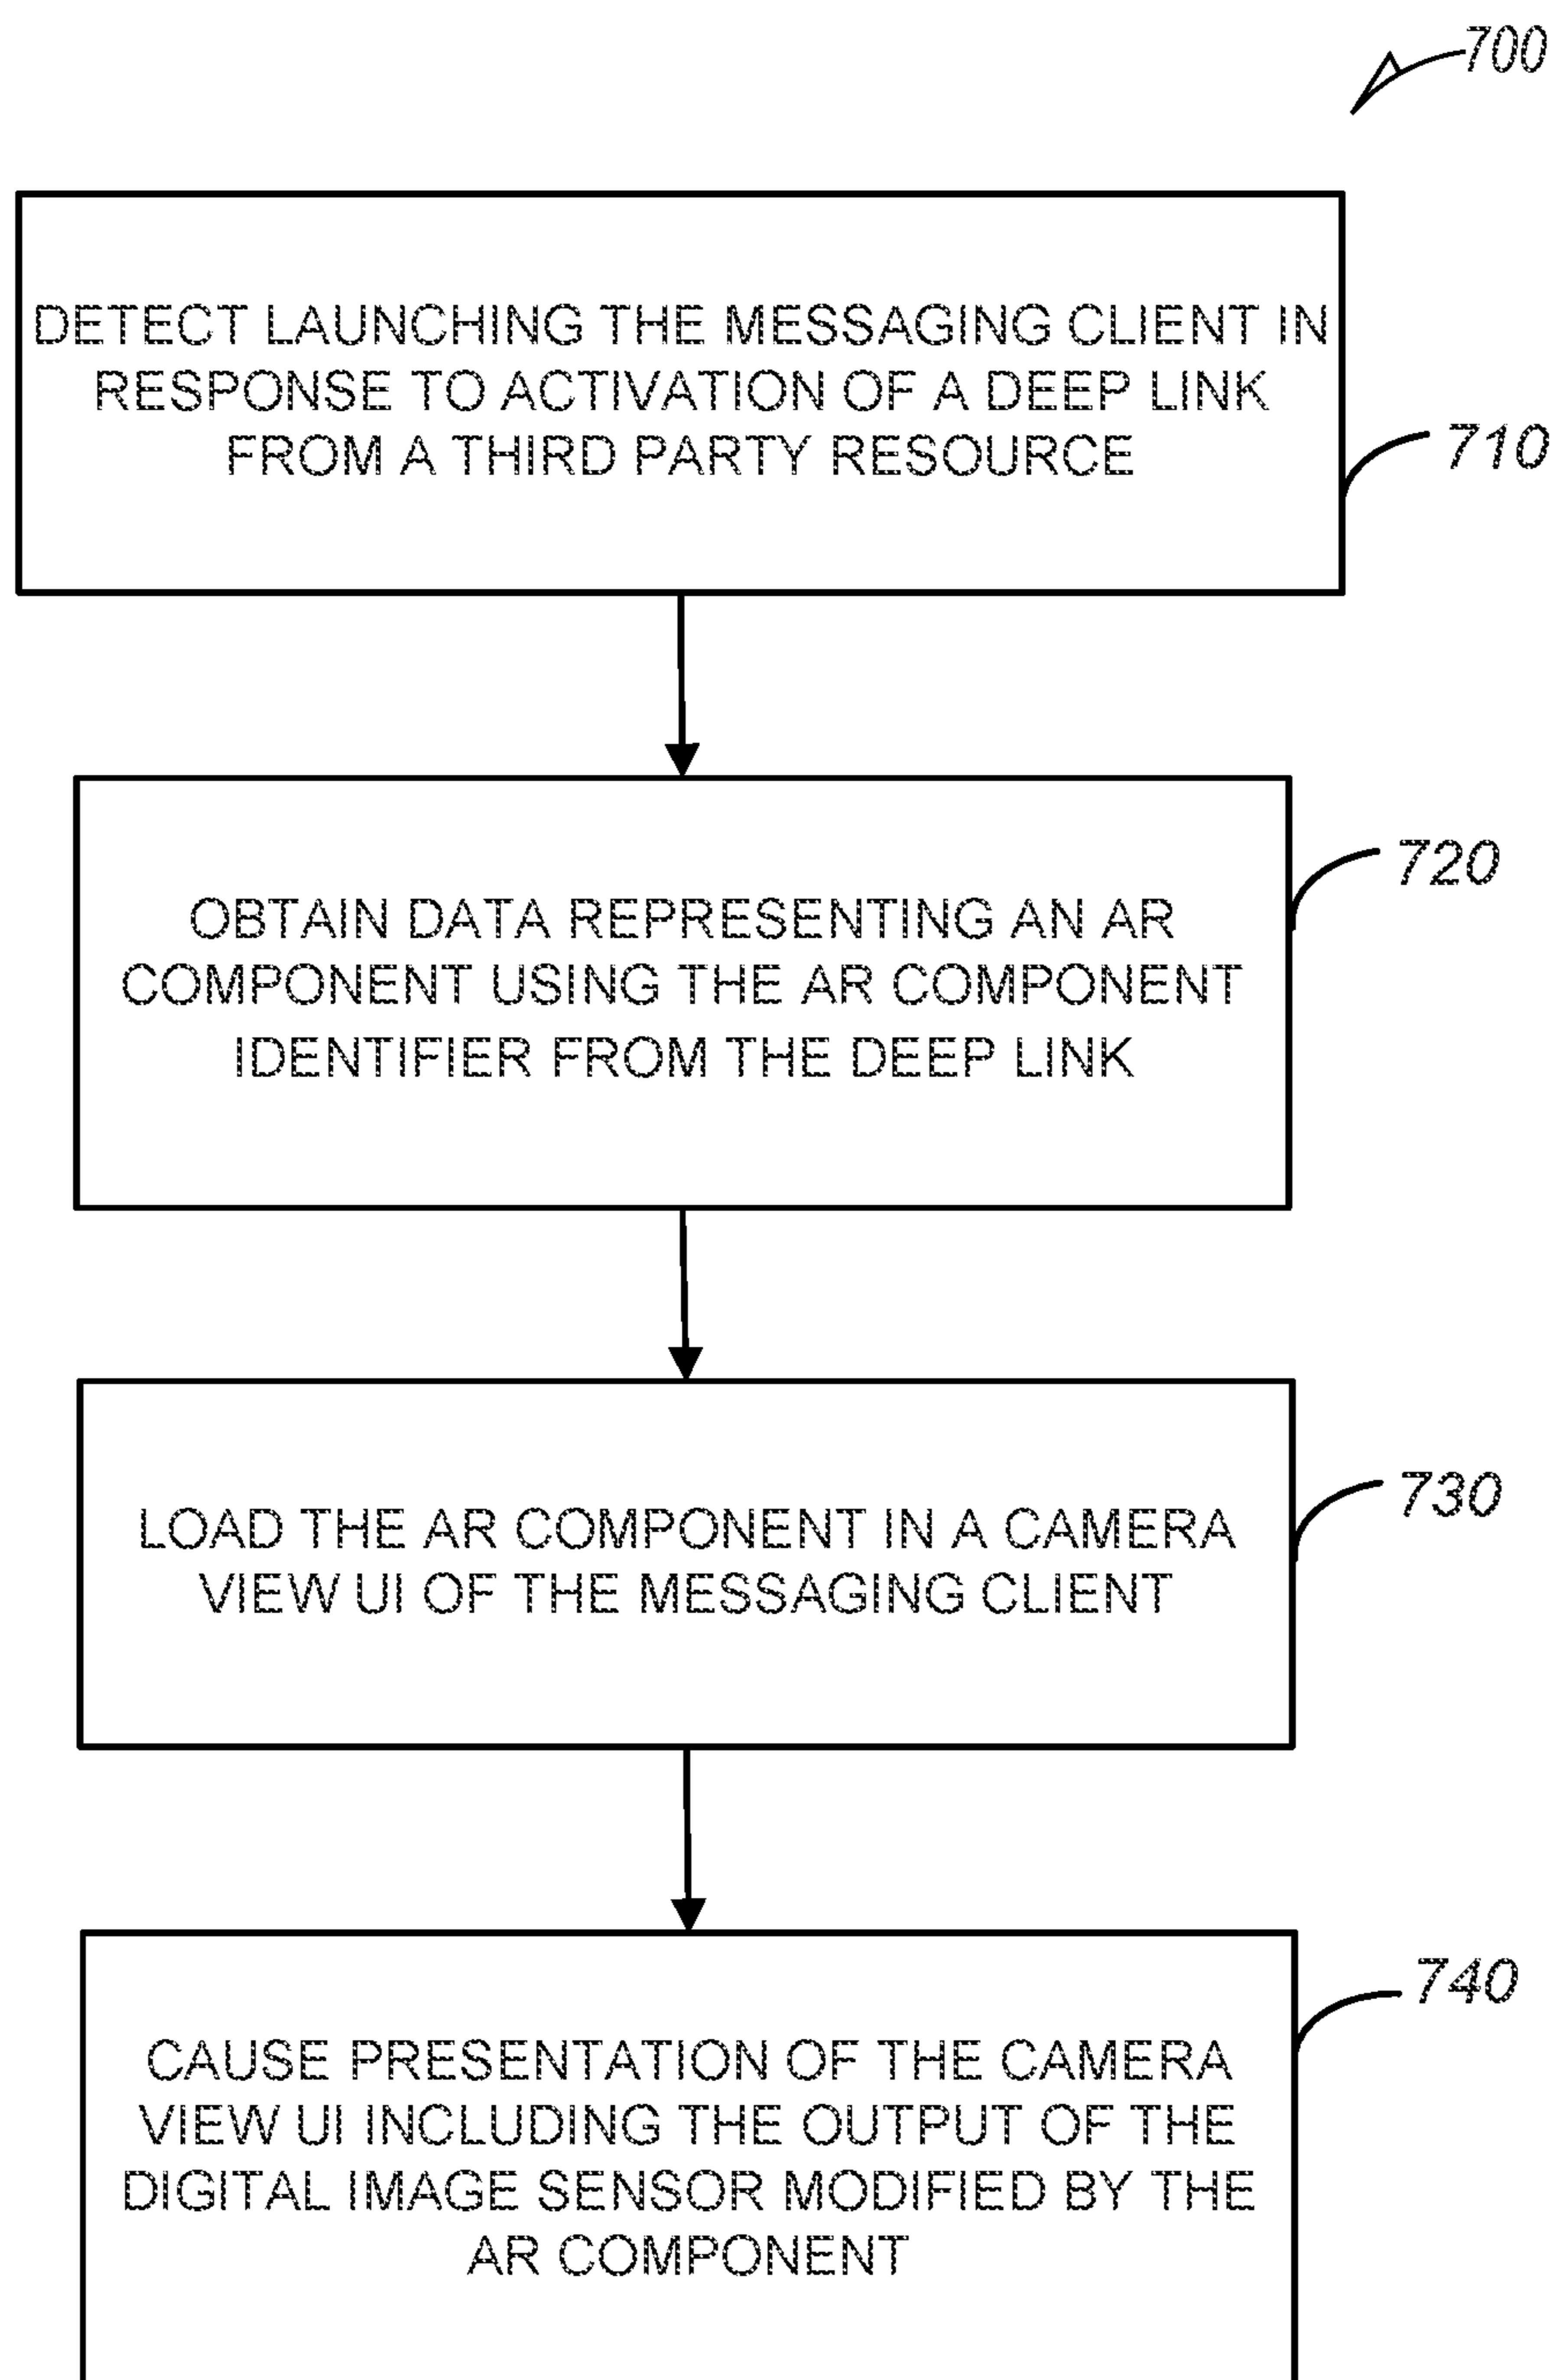 700
DETECT LAUNCHING THE MESSAGING CLIENT IN
RESPONSE TO ACTIVATION OF A DEEP LINK
FROM A THIRD PARTY RESOURCE
710
OBTAIN DATA REPRESENTING AN AR
COMPONENT USING THE AR COMPONENT
IDENTIFIER FROM THE DEEP LINK
720
LOAD THE AR COMPONENT IN A CAMERA
VIEW UI OF THE MESSAGING CLIENT
730
CAUSE PRESENTATION OF THE CAMERA
VIEW UI INCLUDING THE OUTPUT OF THE
DIGITAL IMAGE SENSOR MODIFIED BY THE
AR COMPONENT
740